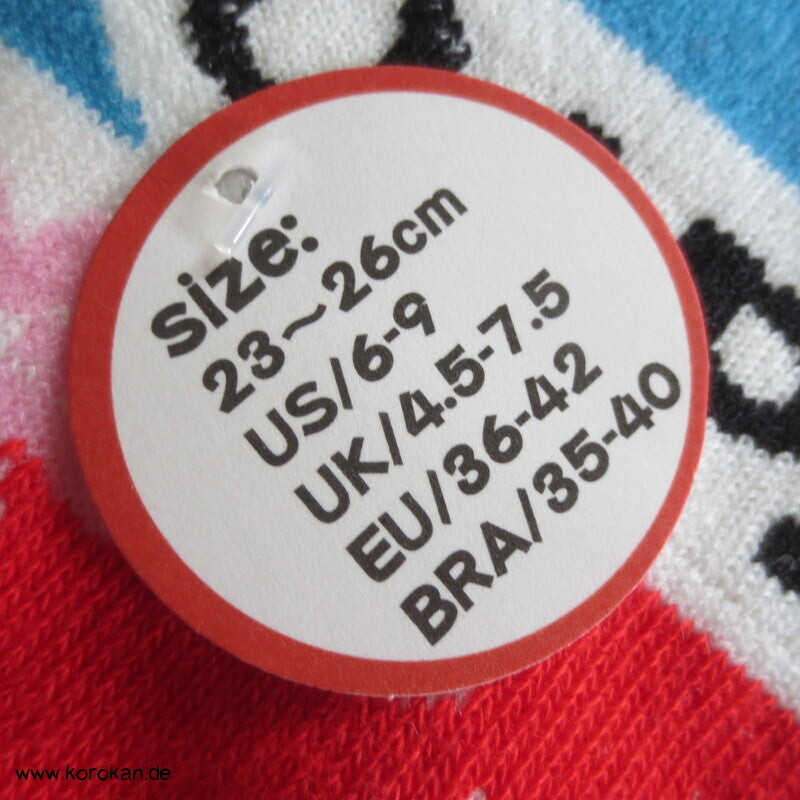 size:
23~26cm
US/6-9
UK/4.5-7.5
EU/36-42
BRA/35-40
www.korokan.de